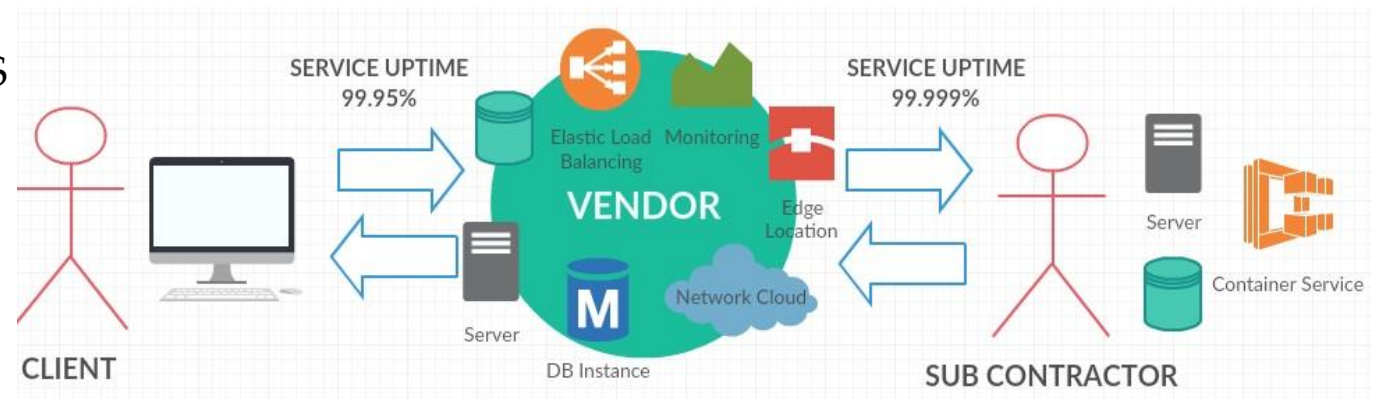 S
SERVICE UPTIME
99.95%
SERVICE UPTIME
99.999%
Elastic Load
Balancing
Monitoring
VENDOR
Edge
Location
Server
Network Cloud
Container Service
Server
M
DB Instance
CLIENT
SUB CONTRACTOR